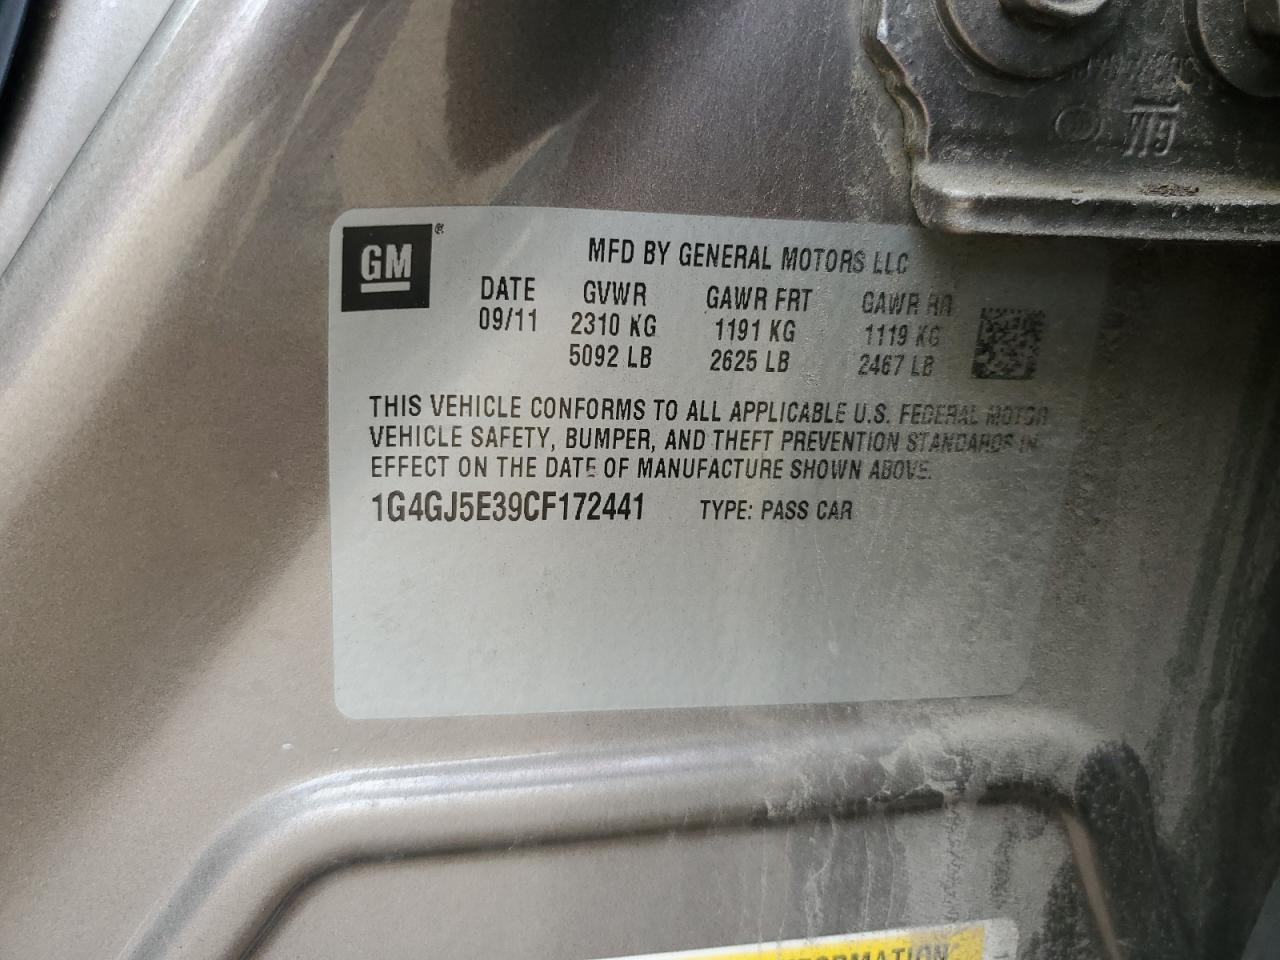 GM®
MFD BY GENERAL MOTORS LLC
DATE GVWR GAWR FRT GAWR RR
09/11 2310 KG 1191 KG 1119 KG
5092 LB 2625 LB 2467 LB
THIS VEHICLE CONFORMS TO ALL APPLICABLE U.S. FEDERAL MOTOR
VEHICLE SAFETY, BUMPER, AND THEFT PREVENTION STANDARDS IN
EFFECT ON THE DATE OF MANUFACTURE SHOWN ABOVE.
1G4GJ5E39CF172441 TYPE: PASS CAR